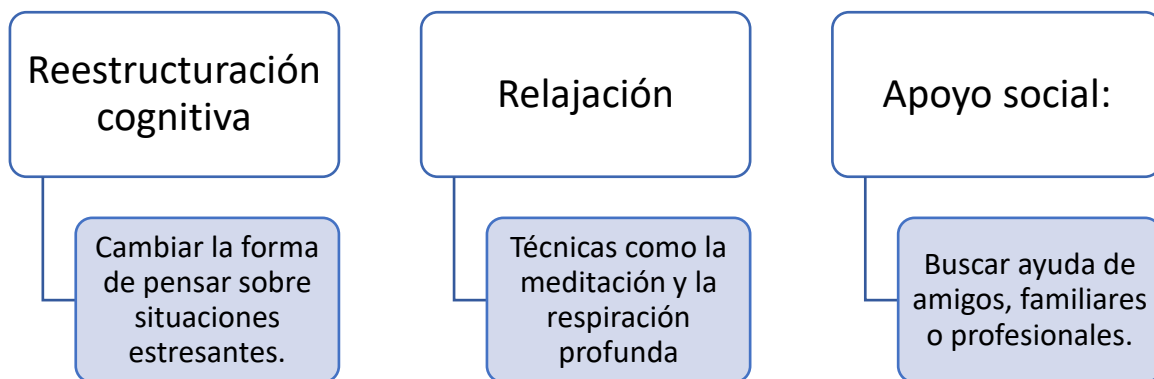 Reestructuración
cognitiva
Cambiar la forma
de pensar sobre
situaciones
estresantes.
Relajación
Técnicas como la
meditación y la
respiración
profunda
Apoyo social:
Buscar ayuda de
amigos, familiares
o profesionales.